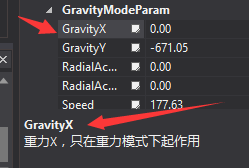 GravityModeParam
GravityX 0.00
GravityY -671.05
RadialAc... 0.00
RadialAc... 0.00
Speed 177.63
GravityX
重力X，只在重力模式下起作用